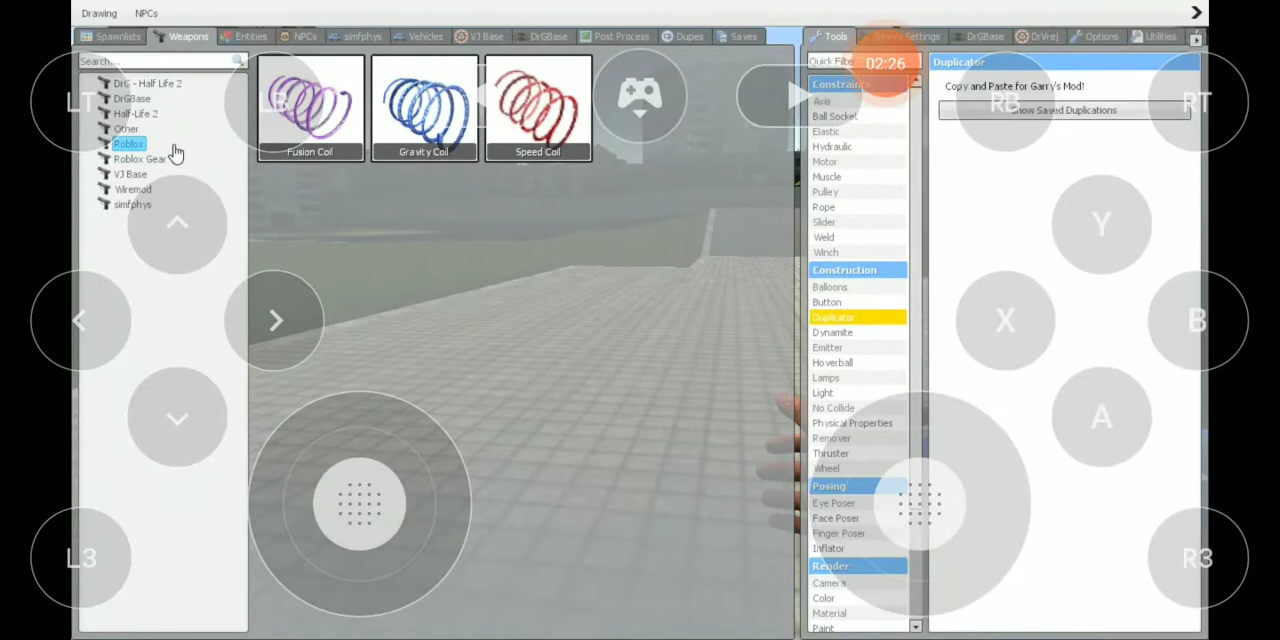 Drawing NPCs
Spawnlists Weapons Entities NPCs simfphys Vehicles VJ Base DrGBase Post Process Dupes Saves
Tools Settings DrGBase DrVrej Options Utilities
Search...
Quick Filter...
02:26
DrG - Half Life 2
DrGBase
Half-Life 2
Other
Roblox
Roblox Gear
VJ Base
Wiremod
simfphys
Fusion Coil
Gravity Coil
Speed Coil
Constraints
Axis
Ball Socket
Elastic
Hydraulic
Motor
Muscle
Pulley
Rope
Slider
Weld
Winch
Construction
Balloons
Button
Duplicator
Dynamite
Emitter
Hoverball
Lamps
Light
No Collide
Physical Properties
Remover
Thruster
Wheel
Posing
Eye Poser
Face Poser
Finger Poser
Inflator
Render
Camera
Color
Material
Paint
Duplicator
Copy and Paste for Garry's Mod!
Show Saved Duplications
LT
LB
RB
RT
Y
X
B
A
L3
R3